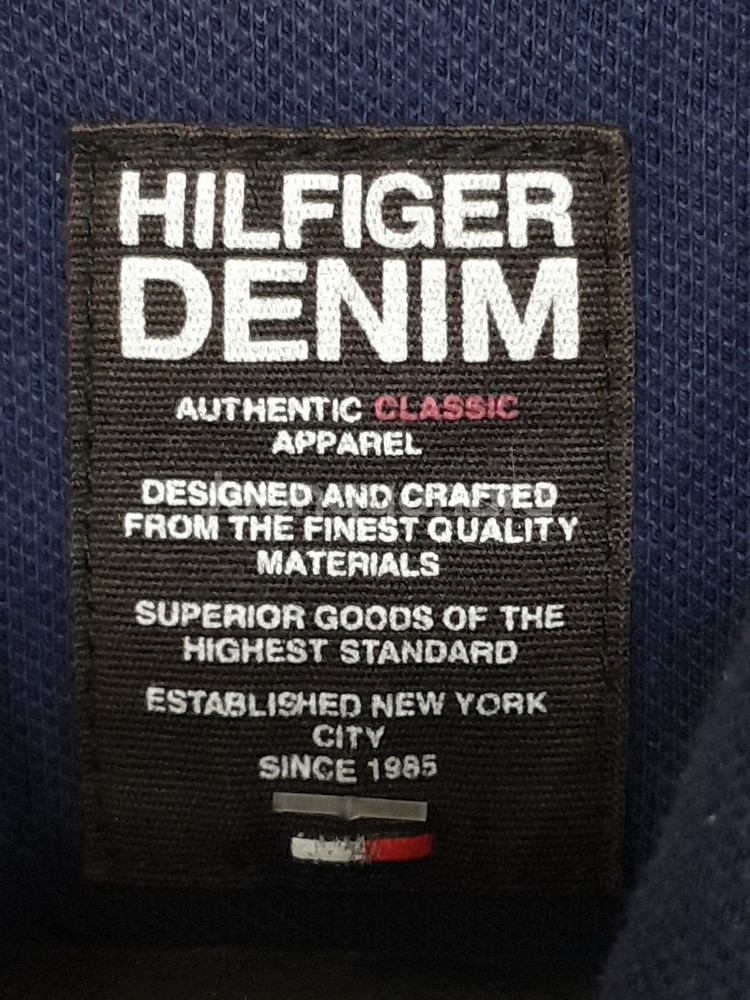 HILFIGER
DENIM
AUTHENTIC CLASSIC
APPAREL
DESIGNED AND CRAFTED
FROM THE FINEST QUALITY
MATERIALS
SUPERIOR GOODS OF THE
HIGHEST STANDARD
ESTABLISHED NEW YORK
CITY
SINCE 1985